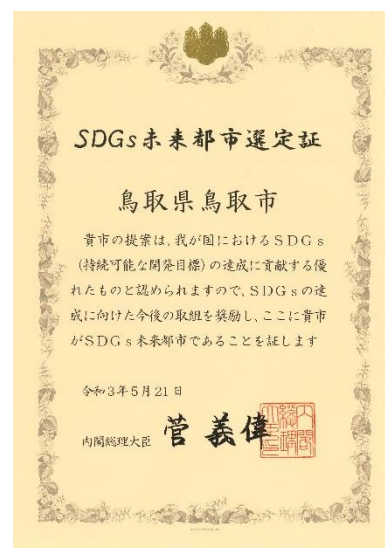 SDGs未来都市選定証
鳥取県鳥取市
貴市の提案は、我が国におけるSDGs
(持続可能な開発目標)の達成に貢献する優
れたものと認められますので、SDGsの達
成に向けた今後の取組を奨励し、ここに貴市
がSDGs未来都市であることを証します
令和3年5月21日
内閣総理大臣 菅義偉